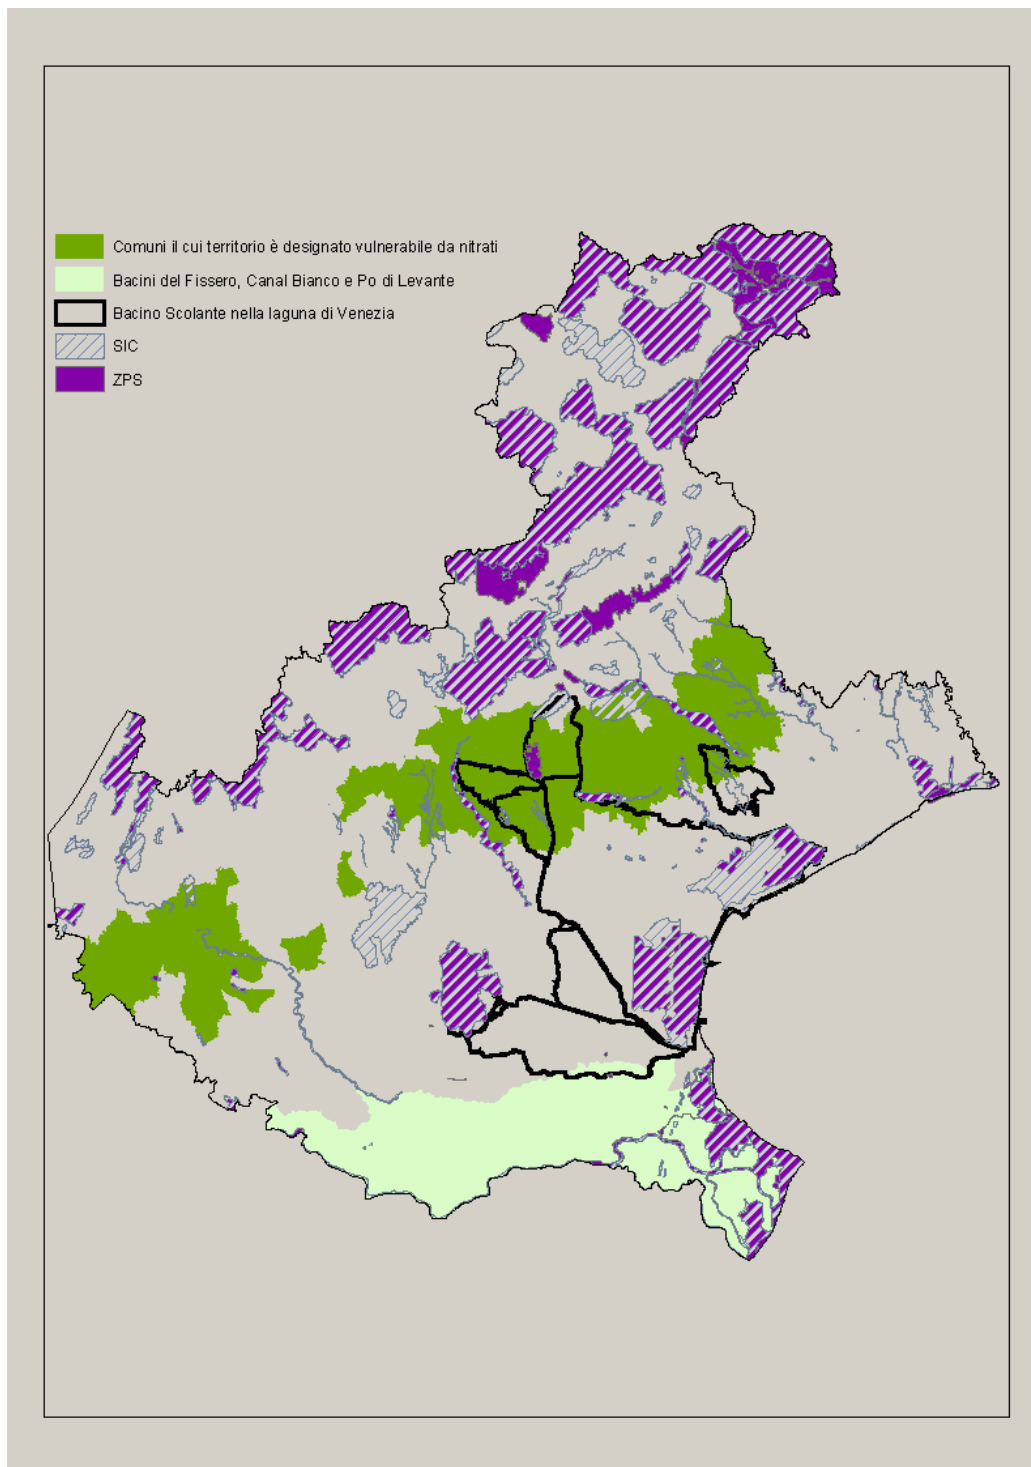 Comuni il cui territorio è designato vulnerabile da nitrati
Bacini del Fissero, Canal Bianco e Po di Levante
Bacino Scolante nella laguna di Venezia
SIC
ZPS